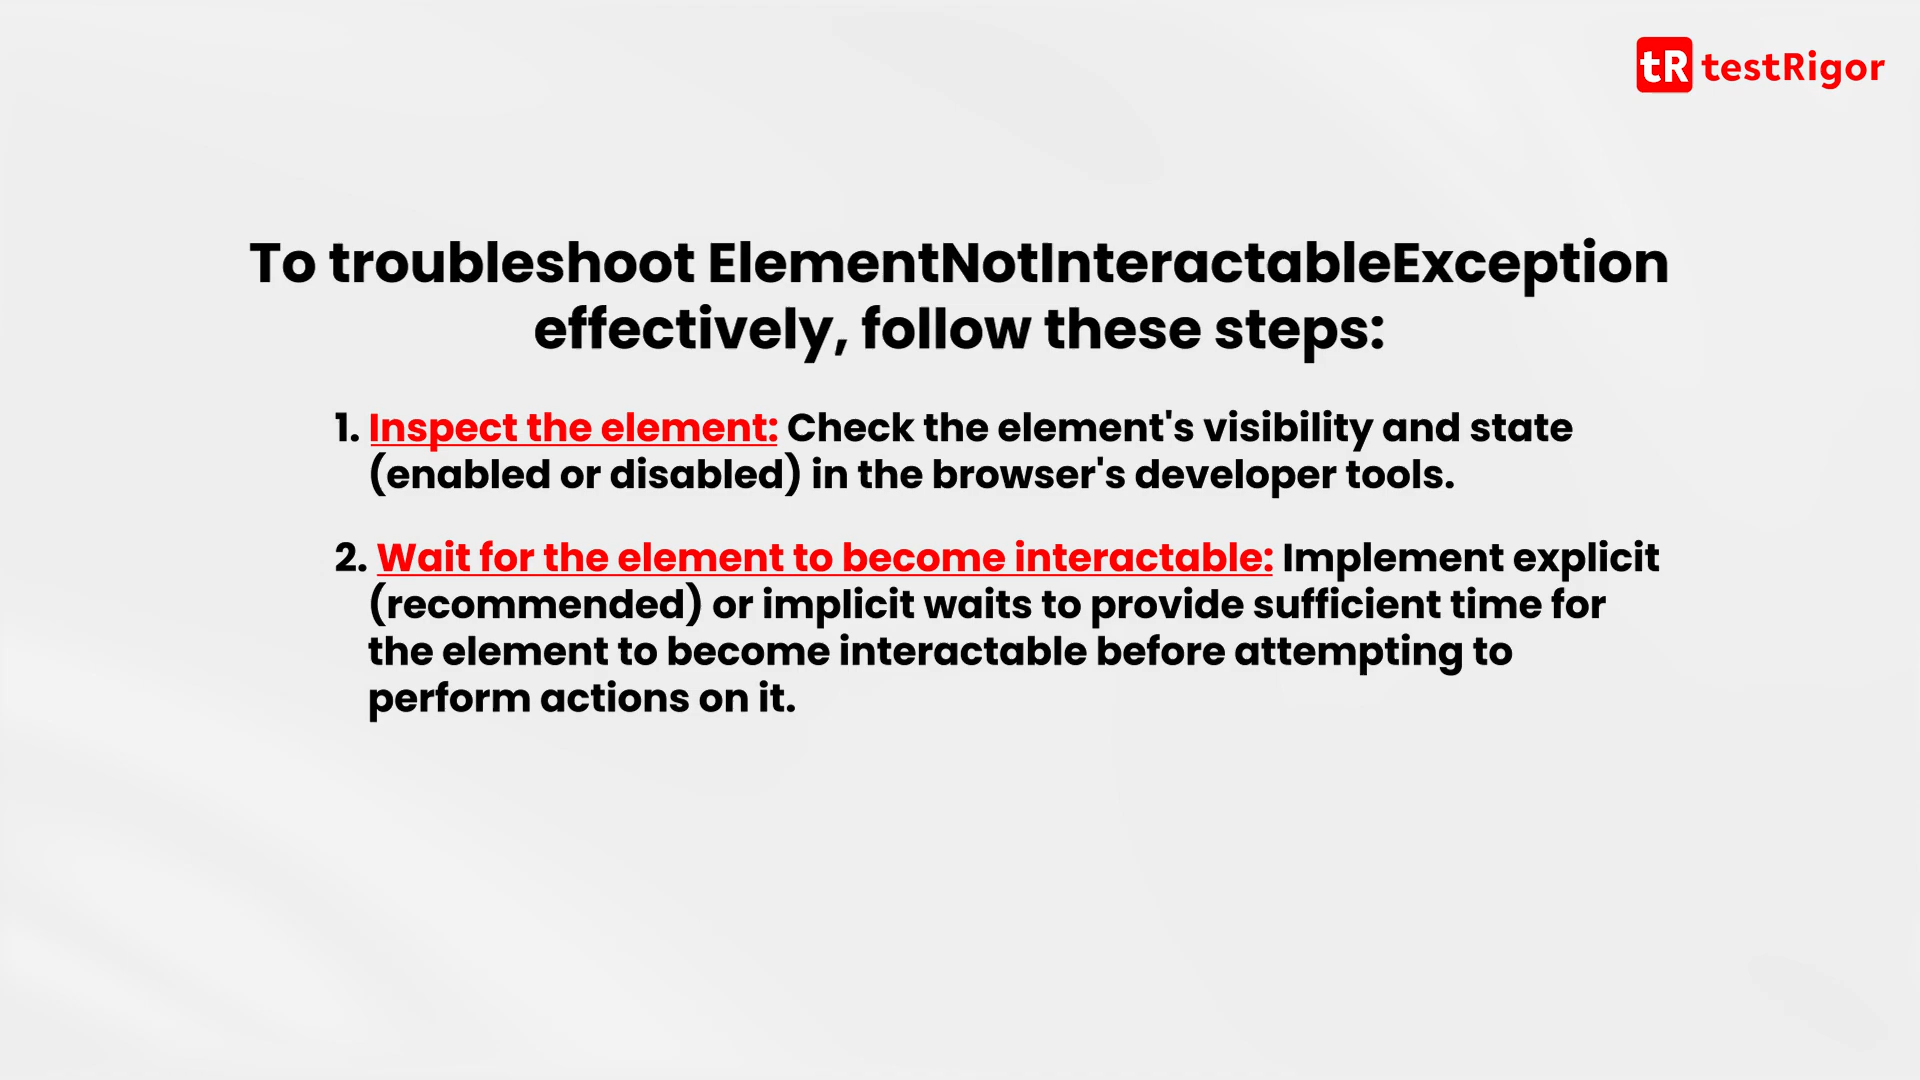 tR testRigor
To troubleshoot ElementNotInteractableException
effectively, follow these steps:
1. Inspect the element: Check the element's visibility and state
(enabled or disabled) in the browser's developer tools.
2. Wait for the element to become interactable: Implement explicit
(recommended) or implicit waits to provide sufficient time for
the element to become interactable before attempting to
perform actions on it.